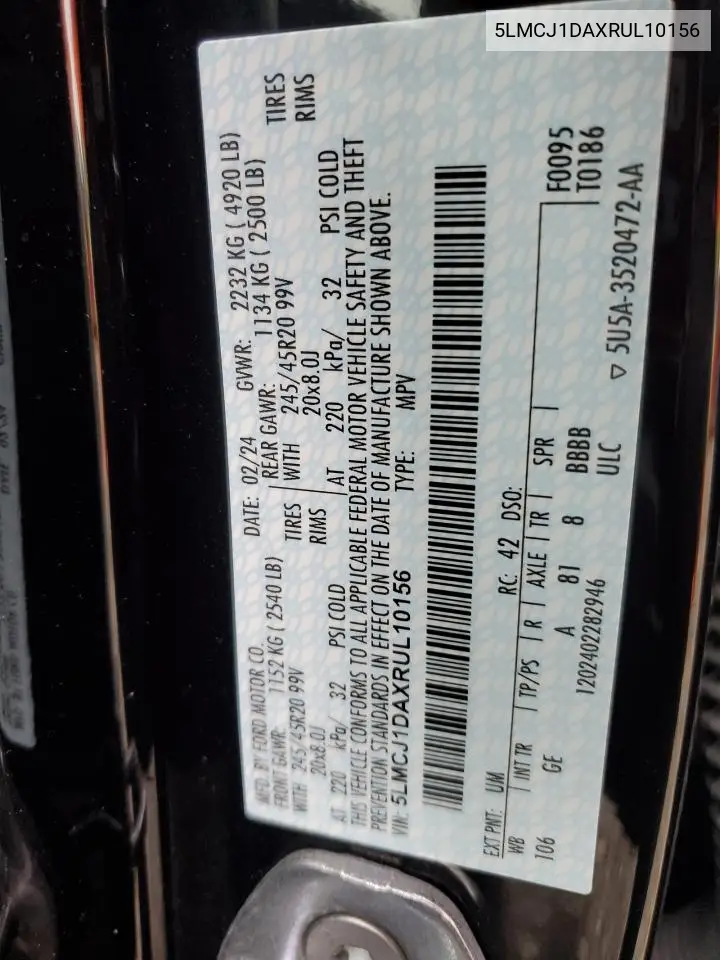 5LMCJ1DAXRUL10156
MFD. BY FORD MOTOR CO.
DATE: 02/24 GVWR: 2232 KG ( 4920 LB)
FRONT GAWR: 1152 KG ( 2540 LB)
REAR GAWR: 1134 KG ( 2500 LB)
WITH 245/45R20 99V TIRES
WITH 245/45R20 99V TIRES
20x8.0J RIMS
20x8.0J RIMS
AT 220 kPa/ 32 PSI COLD
AT 220 kPa/ 32 PSI COLD
THIS VEHICLE CONFORMS TO ALL APPLICABLE FEDERAL MOTOR VEHICLE SAFETY AND THEFT
PREVENTION STANDARDS IN EFFECT ON THE DATE OF MANUFACTURE SHOWN ABOVE.
VIN: 5LMCJ1DAXRUL10156 TYPE: MPV
EXT PNT: UM RC: 42 DSO:
WB INT TR TP/PS R AXLE TR SPR
F0095
T0186
106 GE A 81 8 BBBB
ULC
1202402282946
▽ 5U5A-3520472-AA